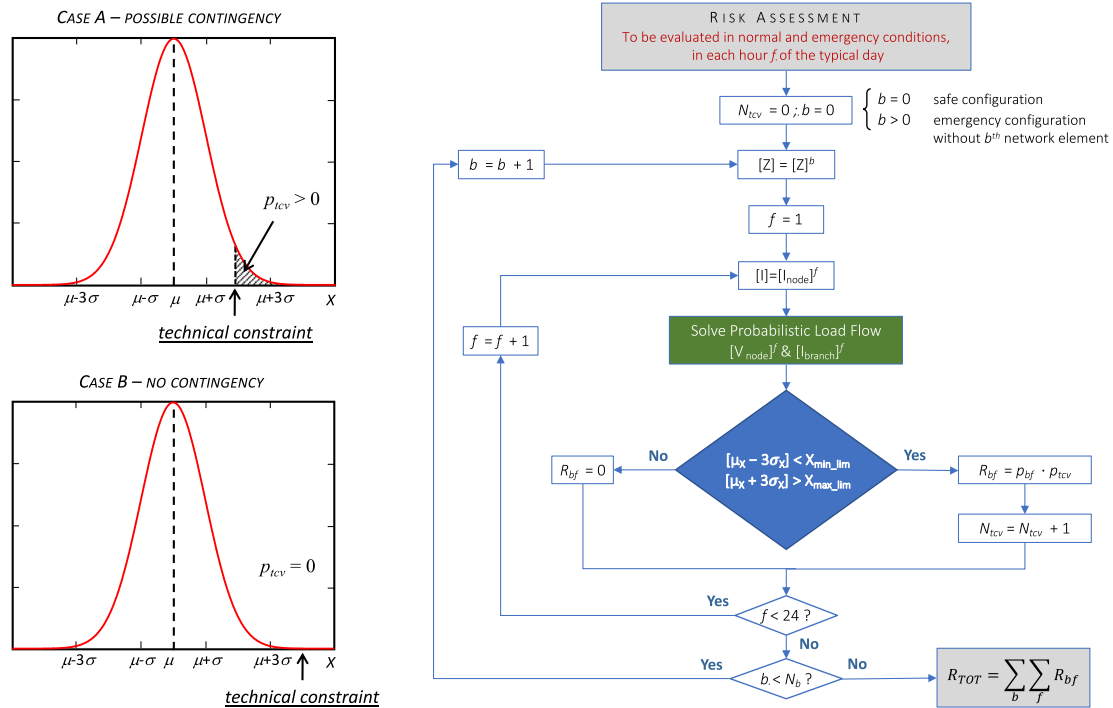 CASE A – POSSIBLE CONTINGENCY
p_tcv > 0
μ-3σ μ-σ μ μ+σ μ+3σ X
technical constraint
CASE B – NO CONTINGENCY
p_tcv = 0
μ-3σ μ-σ μ μ+σ μ+3σ X
technical constraint
RISK ASSESSMENT
To be evaluated in normal and emergency conditions,
in each hour f. of the typical day
N_tcv = 0 ;. b = 0
b = 0 safe configuration
b > 0 emergency configuration
without b^th network element
b = b + 1
[Z] = [Z]^b
f = 1
[I]=[I_node]^f
f = f + 1
Solve Probabilistic Load Flow
[V_node]^f & [I_branch]^f
[μ_X – 3σ_X] < X_min_lim
[μ_X + 3σ_X] > X_max_lim
No
Yes
R_bf = 0
R_bf = p_bf · p_tcv
N_tcv = N_tcv + 1
f < 24 ?
Yes
No
b. < N_b ?
Yes
No
R_TOT = ∑_b ∑_f R_bf